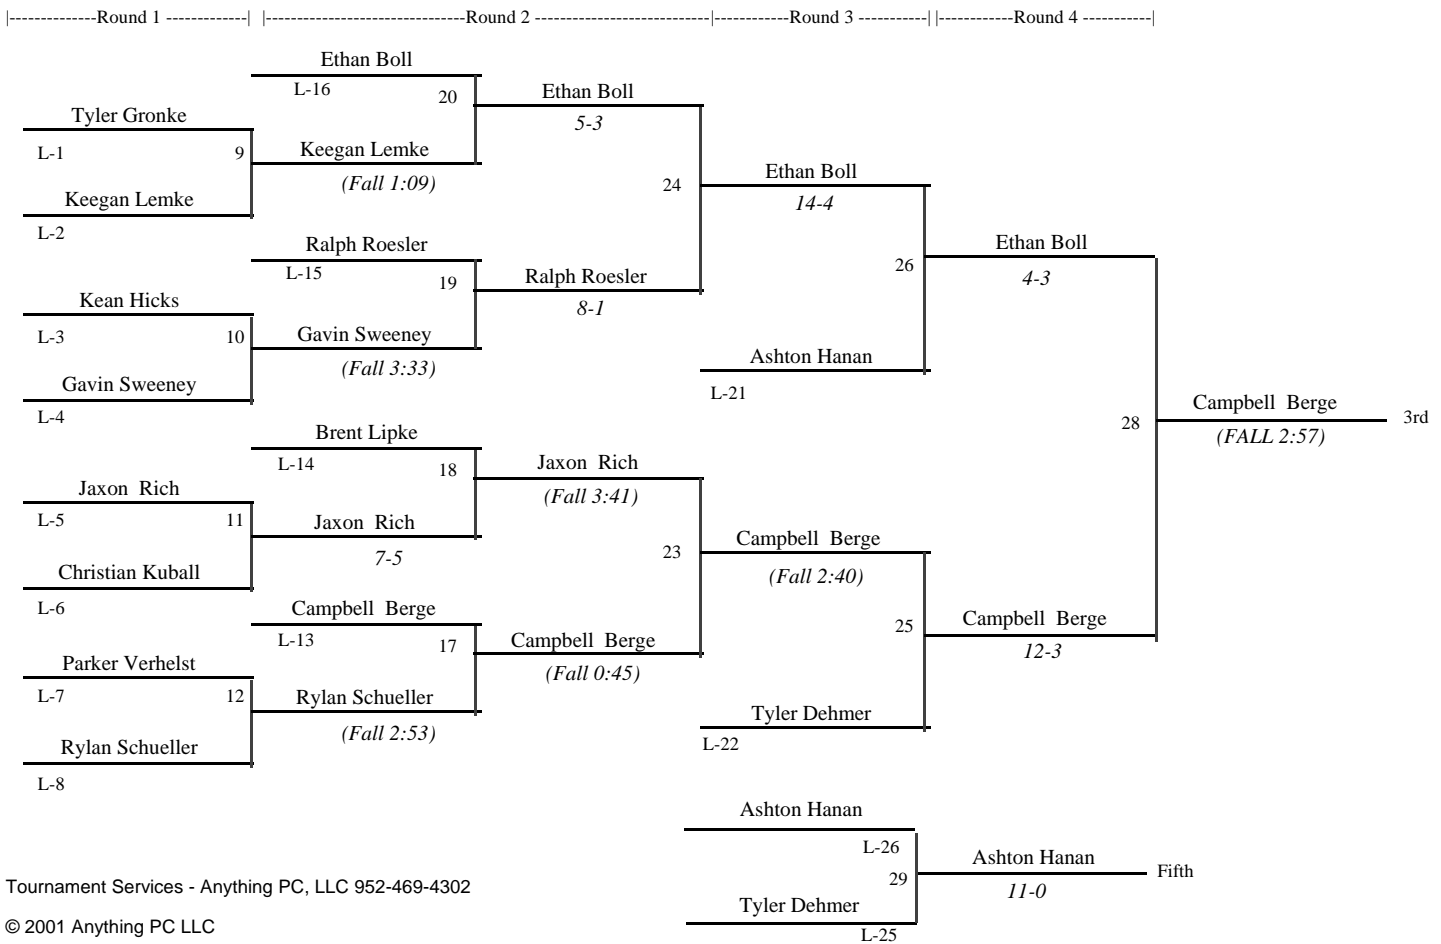 |--------------Round 1 --------------| |---------------------------------Round 2 -----------------------------|------------Round 3 -----------| |------------Round 4 -----------|
Ethan Boll
L-16
20
Ethan Boll
5-3
Tyler Gronke
L-1
9
Keegan Lemke
(Fall 1:09)
Keegan Lemke
L-2
24
Ethan Boll
14-4
Ralph Roesler
L-15
19
Ralph Roesler
8-1
Kean Hicks
L-3
10
Gavin Sweeney
(Fall 3:33)
Gavin Sweeney
L-4
26
Ethan Boll
4-3
Ashton Hanan
L-21
Brent Lipke
L-14
18
Jaxon Rich
(Fall 3:41)
Jaxon Rich
L-5
11
Jaxon Rich
7-5
Christian Kuball
L-6
28
Campbell Berge
3rd
(FALL 2:57)
23
Campbell Berge
(Fall 2:40)
Campbell Berge
L-13
17
Campbell Berge
(Fall 0:45)
Parker Verhelst
L-7
12
Rylan Schueller
(Fall 2:53)
Rylan Schueller
L-8
25
Campbell Berge
12-3
Tyler Dehmer
L-22
Ashton Hanan
L-26
29
Ashton Hanan
Fifth
11-0
Tyler Dehmer
L-25
Tournament Services - Anything PC, LLC 952-469-4302
© 2001 Anything PC LLC